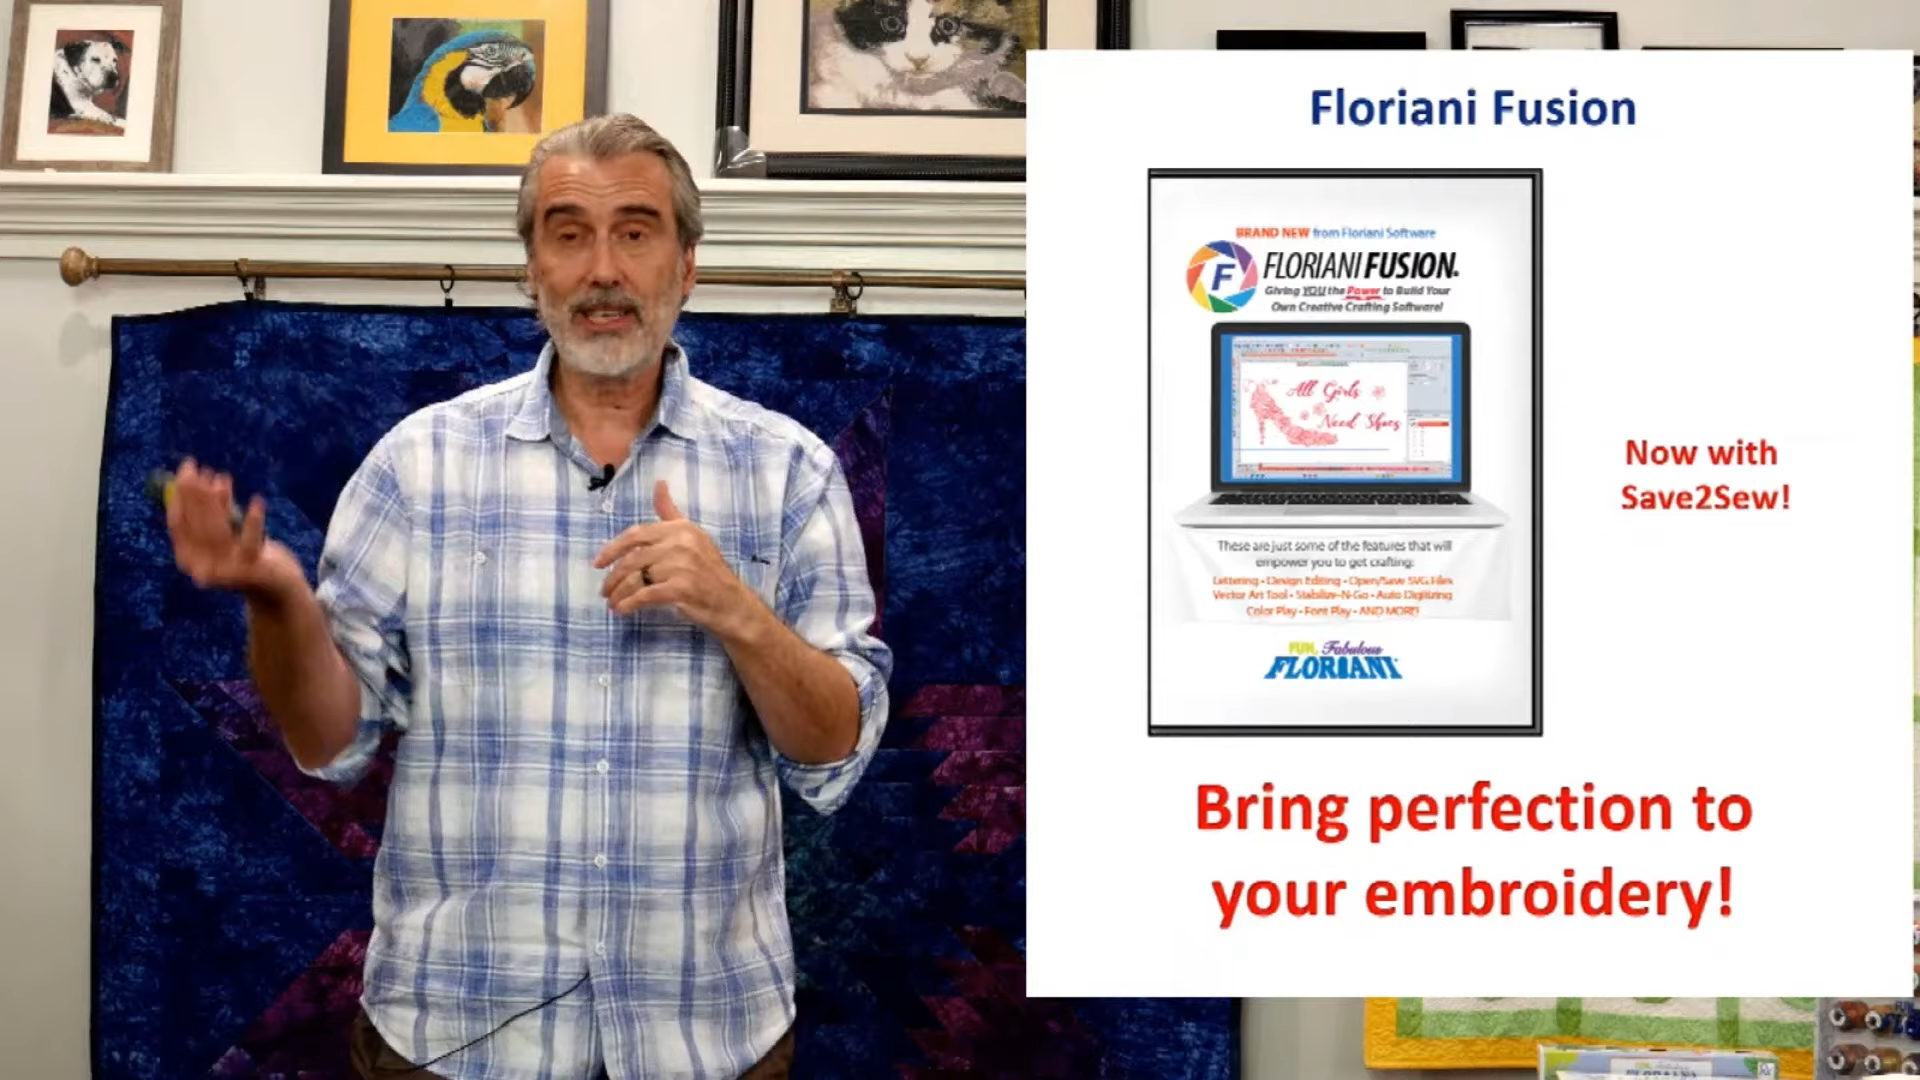 Floriani Fusion
BRAND NEW from Floriani Software
F
FLORIANI FUSION.
Giving YOU the Power to Build Your
Own Creative Crafting Software!
All Girls
Need Shoes
Now with
Save2Sew!
These are just some of the features that will
empower you to get crafting:
Lettering • Design Editing • Open/Save SVG Files
Vector Art Tool • Stabilize-N-Go • Auto Digitizing
Color Play • Font Play • AND MORE!
FUN, Fabulous
FLORIANI
Bring perfection to
your embroidery!
FLORIANI